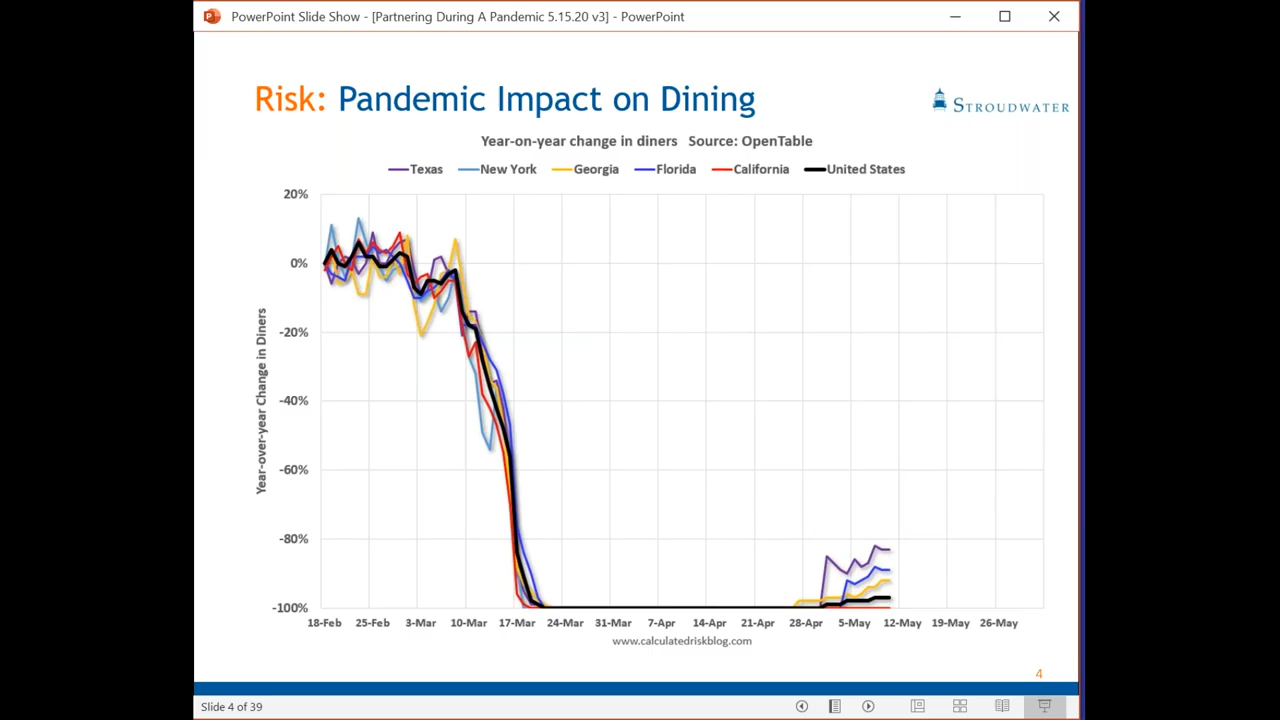 PowerPoint Slide Show - [Partnering During A Pandemic 5.15.20 v3] - PowerPoint
Risk: Pandemic Impact on Dining
STROUDWATER
Year-on-year change in diners Source: OpenTable
Texas New York Georgia Florida California United States
20%
0%
-20%
-40%
-60%
-80%
-100%
Year-over-year Change in Diners
18-Feb 25-Feb 3-Mar 10-Mar 17-Mar 24-Mar 31-Mar 7-Apr 14-Apr 21-Apr 28-Apr 5-May 12-May 19-May 26-May
www.calculatedriskblog.com
4
Slide 4 of 39